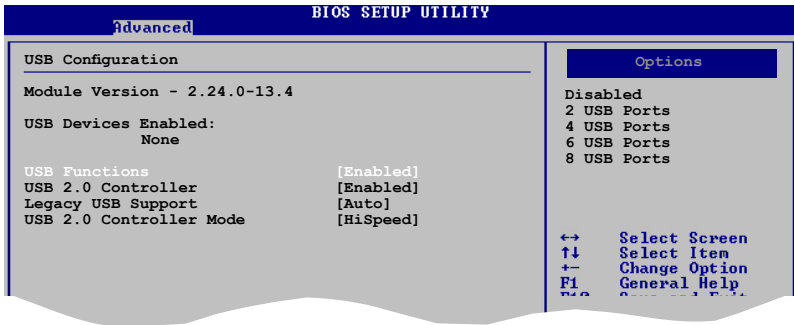 BIOS SETUP UTILITY
Advanced
USB Configuration
Module Version - 2.24.0-13.4
USB Devices Enabled:
None
USB Functions [Enabled]
USB 2.0 Controller [Enabled]
Legacy USB Support [Auto]
USB 2.0 Controller Mode [HiSpeed]
Options
Disabled
2 USB Ports
4 USB Ports
6 USB Ports
8 USB Ports
←→ Select Screen
↑↓ Select Item
+- Change Option
F1 General Help